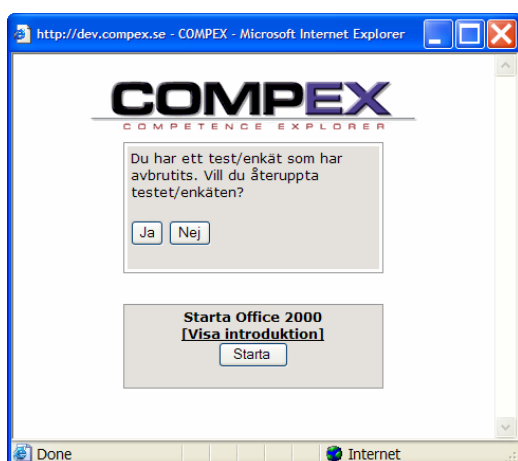 http://dev.compex.se - COMPEX - Microsoft Internet Explorer
COMPEX
COMPETENCE EXPLORER
Du har ett test/enkät som har
avbrutits. Vill du återuppta
testet/enkäten?
Ja Nej
Starta Office 2000
[Visa introduktion]
Starta
Done Internet